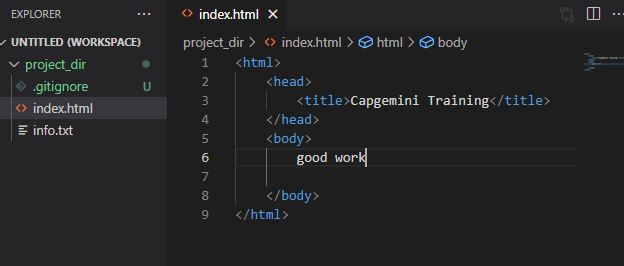 EXPLORER ...
index.html ×
UNTITLED (WORKSPACE)
project_dir
.gitignore U
index.html
info.txt
project_dir > index.html > html > body
1 <html>
2 <head>
3 <title>Capgemini Training</title>
4 </head>
5 <body>
6 good work
7
8 </body>
9 </html>